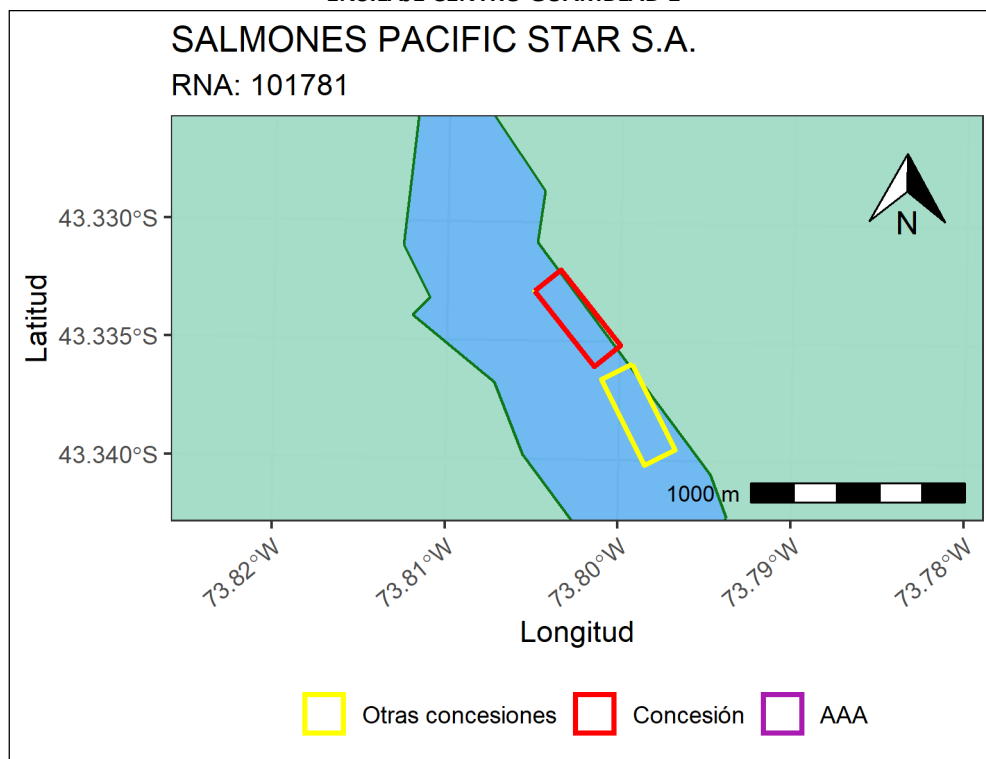 SALMONES PACIFIC STAR S.A.
RNA: 101781
43.330°S
43.335°S
43.340°S
Latitud
N
1000 m
73.82°W
73.81°W
73.80°W
73.79°W
73.78°W
Longitud
Otras concesiones
Concesión
AAA